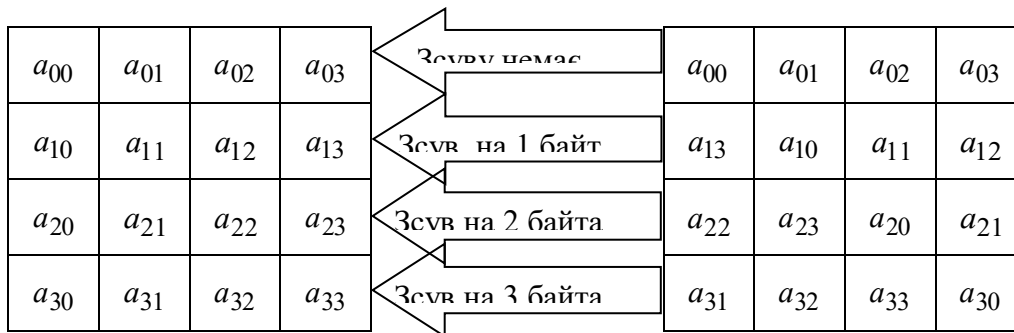 a00 a01 a02 a03 Зсуву немає a00 a01 a02 a03
a10 a11 a12 a13 Зсув на 1 байт a13 a10 a11 a12
a20 a21 a22 a23 Зсув на 2 байта a22 a23 a20 a21
a30 a31 a32 a33 Зсув на 3 байта a31 a32 a33 a30